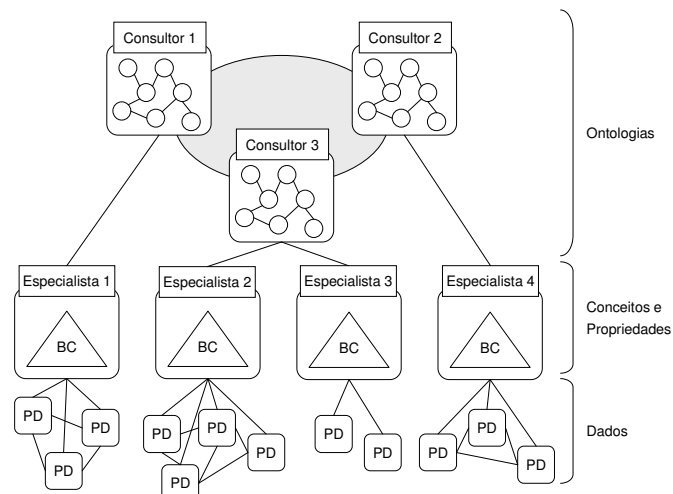 Consultor 1
Consultor 2
Consultor 3
Ontologias
Especialista 1
Especialista 2
Especialista 3
Especialista 4
BC
BC
BC
BC
Conceitos e
Propriedades
PD
PD
PD
PD
PD
PD
PD
PD
PD
PD
PD
PD
Dados